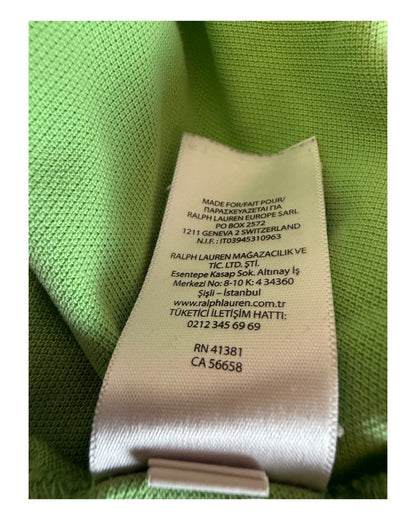 MADE FOR/FAIT POUR/
ΠΑΡΑΣΚΕΥΑΖΕΤΑΙ ΓΙΑ
RALPH LAUREN EUROPE SARL
PO BOX 2572
1211 GENEVA 2 SWITZERLAND
N.I.F.: IT03945310963
RALPH LAUREN MAĞAZACILIK VE
TİC. LTD. ŞTİ.
Esentepe Kasap Sok. Altınay İş
Merkezi No: 8-10 K: 4 34360
Şişli – İstanbul
www.ralphlauren.com.tr
TÜKETİCİ İLETİŞİM HATTI:
0212 345 69 69
RN 41381
CA 56658